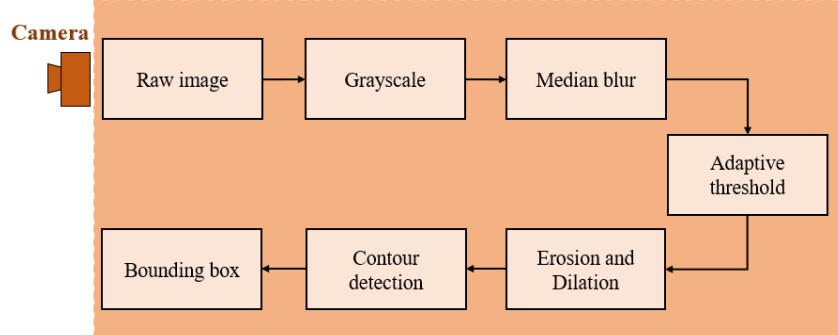 Camera
Raw image
Grayscale
Median blur
Adaptive
threshold
Erosion and
Dilation
Contour
detection
Bounding box